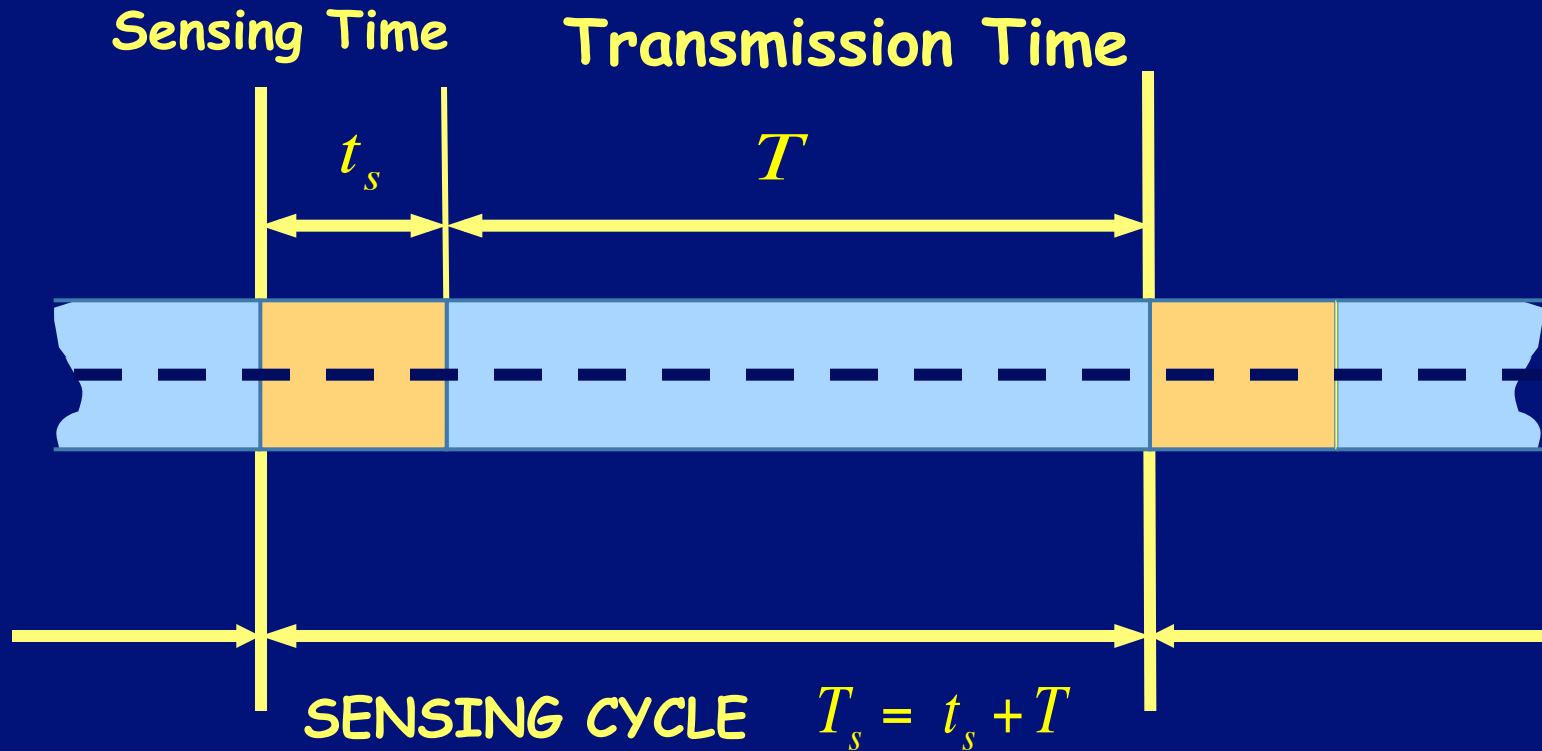 Sensing Time
Transmission Time
t_s
T
SENSING CYCLE T_s = t_s + T